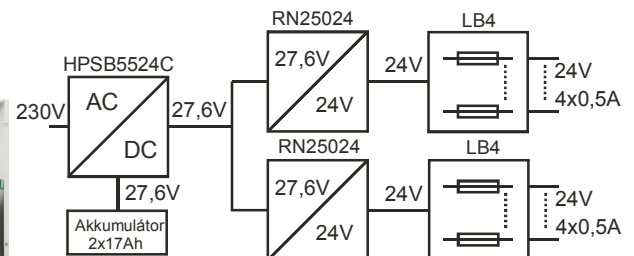 RN25024
LB4
HPSB5524C
27,6V
24V
24V
24V
4x0,5A
230V
AC
DC
27,6V
27,6V
Akkumulátor
2x17Ah
RN25024
LB4
27,6V
24V
24V
24V
4x0,5A